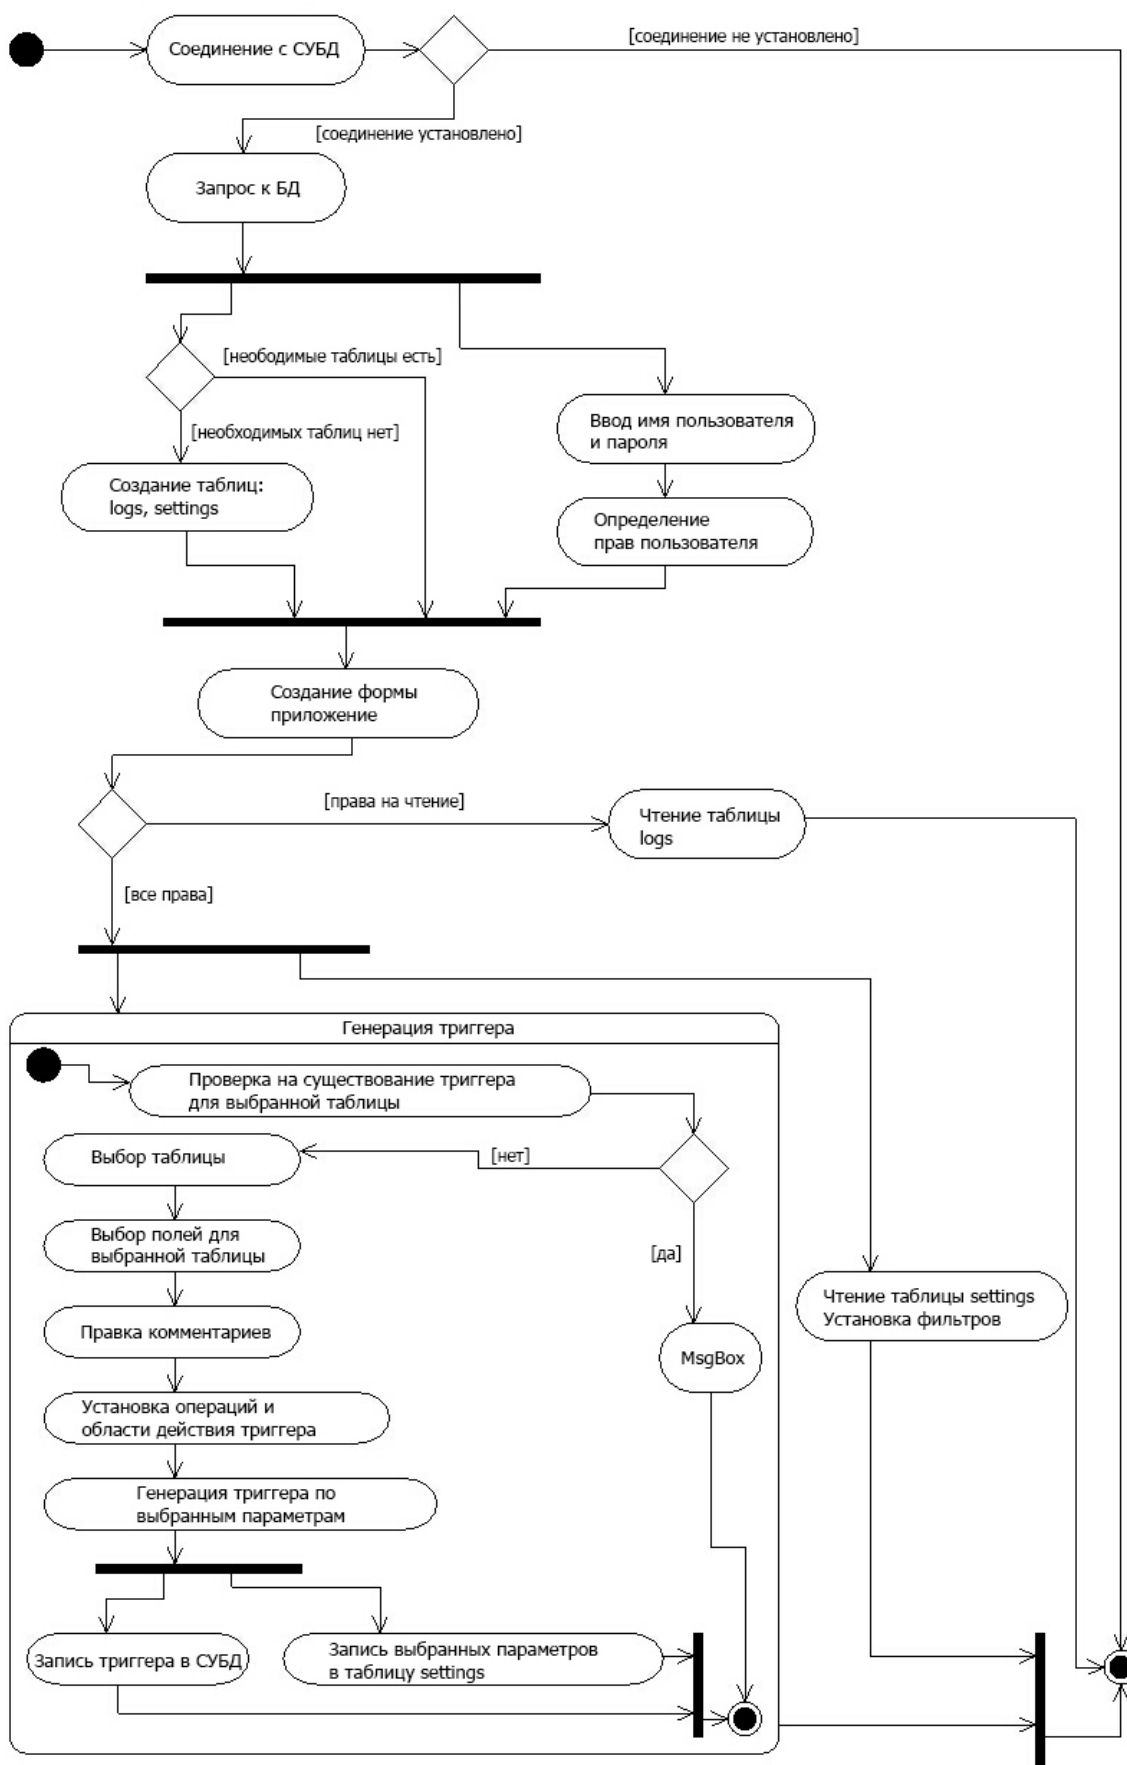 Соединение с СУБД
[соединение не установлено]
[соединение установлено]
Запрос к БД
[неободимые таблицы есть]
[необходимых таблиц нет]
Ввод имя пользователя
и пароля
Создание таблиц:
logs, settings
Определение
прав пользователя
Создание формы
приложение
[права на чтение]
Чтение таблицы
logs
[все права]
Генерация триггера
Проверка на существование триггера
для выбранной таблицы
[нет]
Выбор таблицы
Выбор полей для
выбранной таблицы
[да]
Чтение таблицы settings
Установка фильтров
Правка комментариев
MsgBox
Установка операций и
области действия триггера
Генерация триггера по
выбранным параметрам
Запись триггера в СУБД
Запись выбранных параметров
в таблицу settings